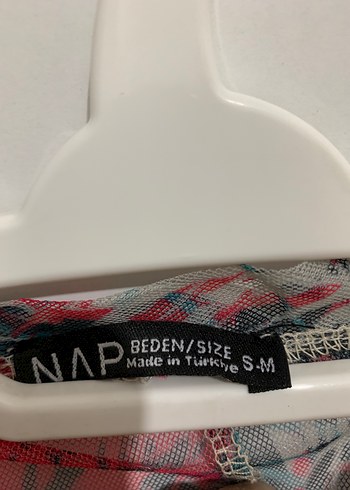 NAP
BEDEN/SIZE
Made in Türkiye
S-M